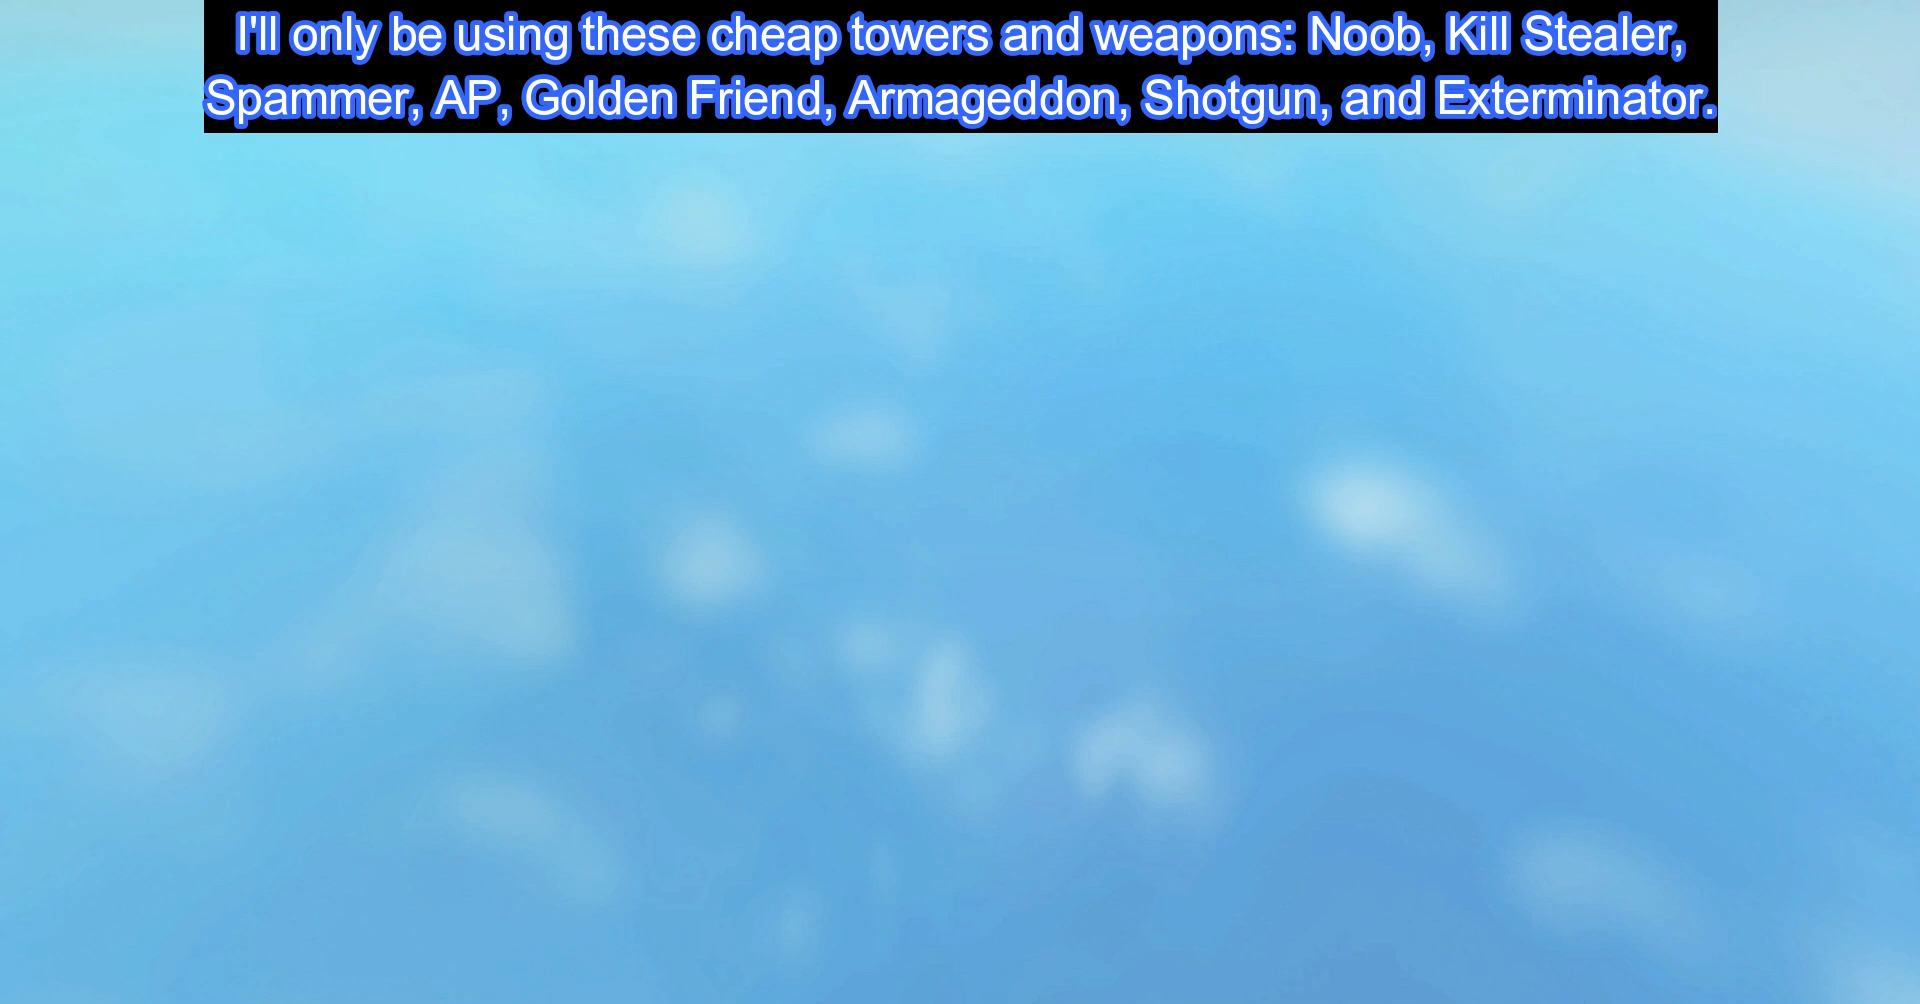 I'll only be using these cheap towers and weapons: Noob, Kill Stealer,
Spammer, AP, Golden Friend, Armageddon, Shotgun, and Exterminator.